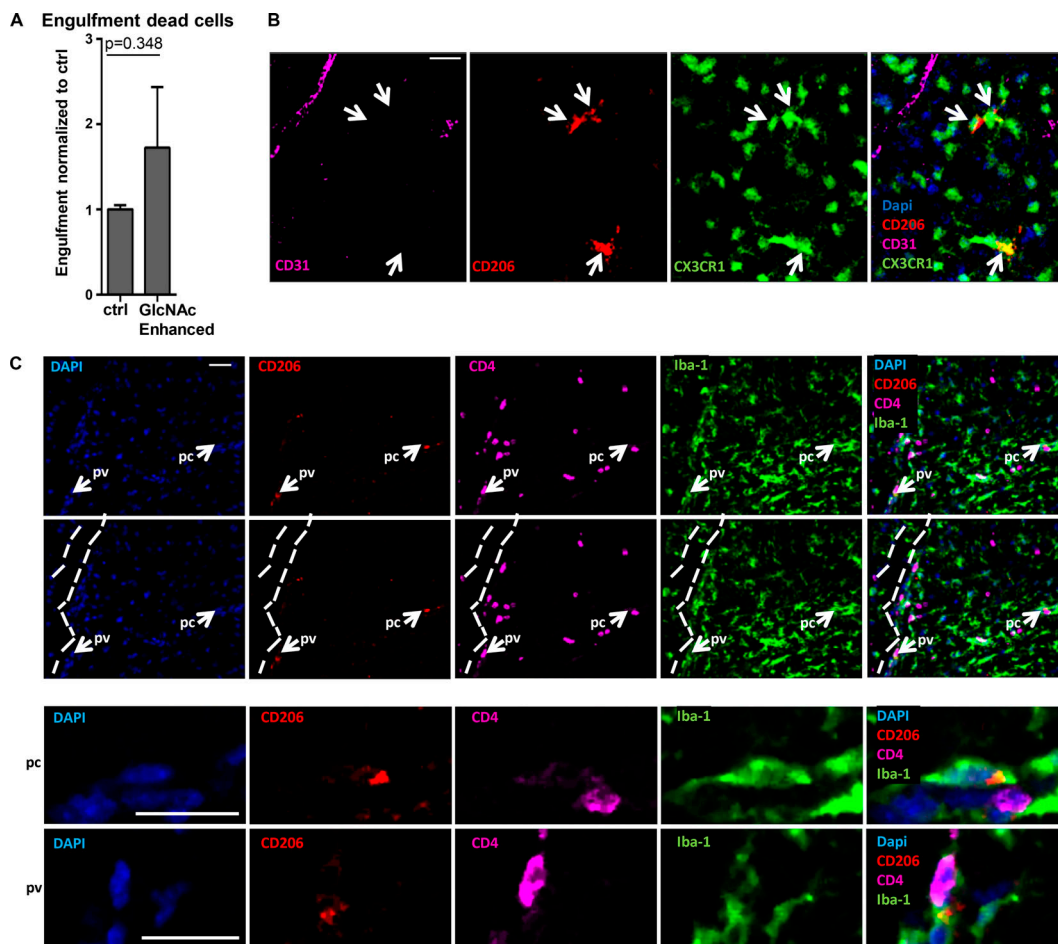 A Engulfment dead cells
p=0.348
3
2
1
0
Engulfment normalized to ctrl
ctrl GlcNAc
Enhanced
B
CD31
CD206
CX3CR1
Dapi
CD206
CD31
CX3CR1
C
DAPI
pc
pv
CD206
pc
pv
CD4
pc
pv
Iba-1
pc
pv
DAPI
CD206
CD4
Iba-1
pc
pv
pc
pv
pc
pv
pc
pv
pc
pv
pc
pv
pc
DAPI
CD206
CD4
Iba-1
DAPI
CD206
CD4
Iba-1
pv
DAPI
CD206
CD4
Iba-1
Dapi
CD206
CD4
Iba-1